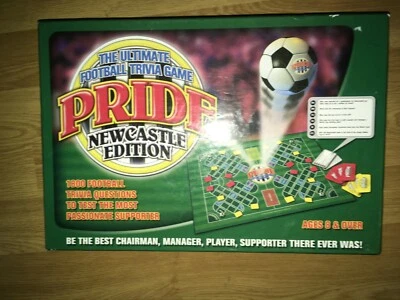 THE ULTIMATE
FOOTBALL TRIVIA GAME
PRIDE
NEWCASTLE
EDITION
1600 FOOTBALL
TRIVIA QUESTIONS
TO TEST THE MOST
PASSIONATE SUPPORTER
AGES 8 & OVER
BE THE BEST CHAIRMAN, MANAGER, PLAYER, SUPPORTER THERE EVER WAS!